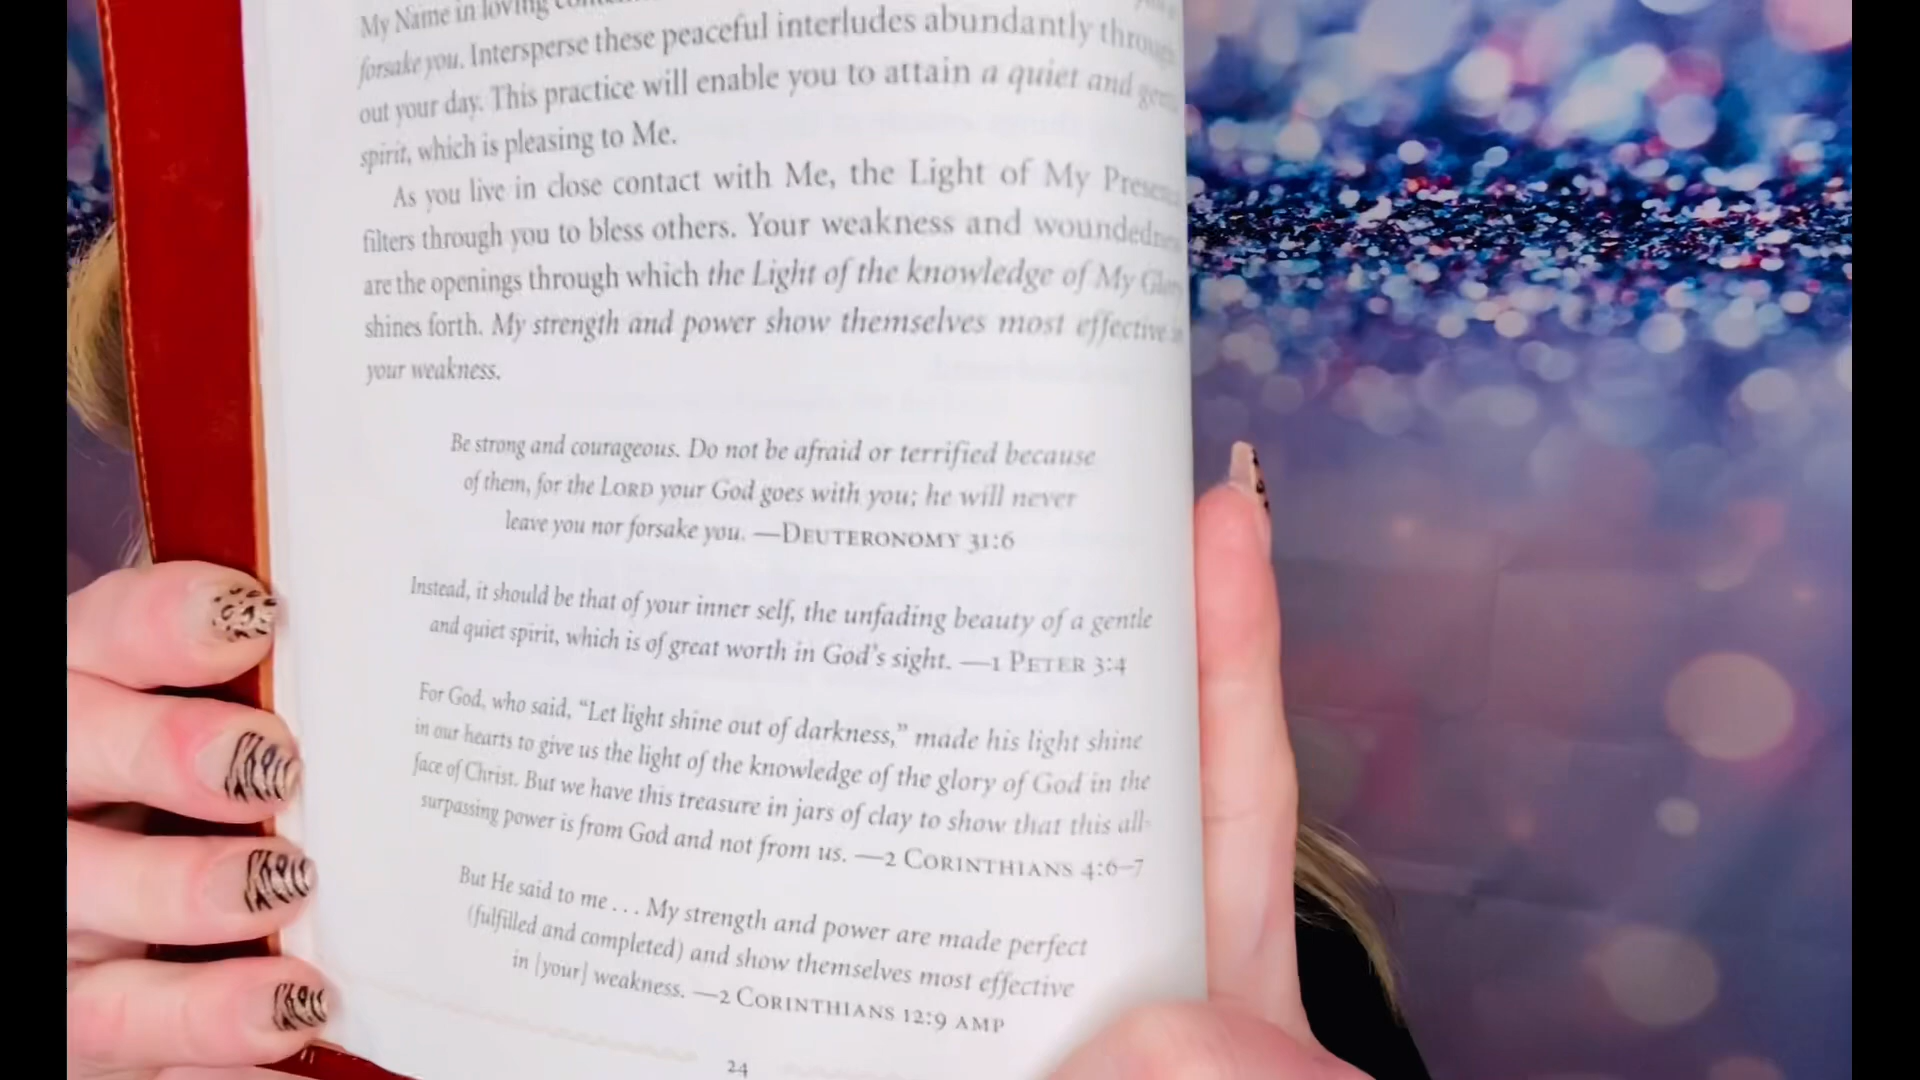 My Name in loving
forsake you. Intersperse these peaceful interludes abundantly through-
out your day. This practice will enable you to attain a quiet and
spirit, which is pleasing to Me.
As you live in close contact with Me, the Light of My Presence
filters through you to bless others. Your weakness and woundedness
are the openings through which the Light of the knowledge of My Glory
shines forth. My strength and power show themselves most effective in
your weakness.
Be strong and courageous. Do not be afraid or terrified because
of them, for the LORD your God goes with you; he will never
leave you nor forsake you. —DEUTERONOMY 31:6
Instead, it should be that of your inner self, the unfading beauty of a gentle
and quiet spirit, which is of great worth in God's sight. —1 PETER 3:4
For God, who said, “Let light shine out of darkness,” made his light shine
in our hearts to give us the light of the knowledge of the glory of God in the
face of Christ. But we have this treasure in jars of clay to show that this all-
surpassing power is from God and not from us. —2 CORINTHIANS 4:6–7
But He said to me . . . My strength and power are made perfect
(fulfilled and completed) and show themselves most effective
in [your] weakness. —2 CORINTHIANS 12:9 AMP
24